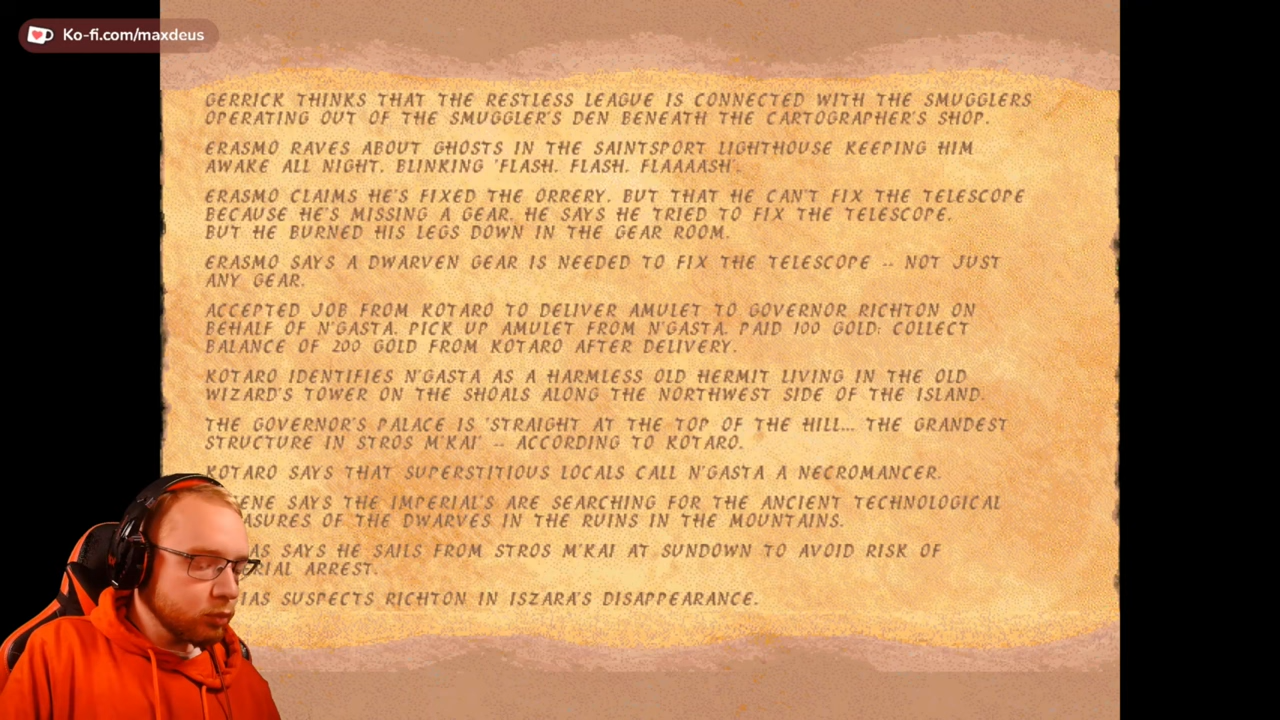 Ko-fi.com/maxdeus
GERRICK THINKS THAT THE RESTLESS LEAGUE IS CONNECTED WITH THE SMUGGLERS
OPERATING OUT OF THE SMUGGLER'S DEN BENEATH THE CARTOGRAPHER'S SHOP.
ERASMO RAVES ABOUT GHOSTS IN THE SAINTSPORT LIGHTHOUSE KEEPING HIM
AWAKE ALL NIGHT, BLINKING 'FLASH, FLASH, FLAAAASH'.
ERASMO CLAIMS HE'S FIXED THE ORRERY, BUT THAT HE CAN'T FIX THE TELESCOPE
BECAUSE HE'S MISSING A GEAR. HE SAYS HE TRIED TO FIX THE TELESCOPE,
BUT HE BURNED HIS LEGS DOWN IN THE GEAR ROOM.
ERASMO SAYS A DWARVEN GEAR IS NEEDED TO FIX THE TELESCOPE -- NOT JUST
ANY GEAR.
ACCEPTED JOB FROM KOTARO TO DELIVER AMULET TO GOVERNOR RICHTON ON
BEHALF OF N'GASTA. PICK UP AMULET FROM N'GASTA. PAID 100 GOLD; COLLECT
BALANCE OF 200 GOLD FROM KOTARO AFTER DELIVERY.
KOTARO IDENTIFIES N'GASTA AS A HARMLESS OLD HERMIT LIVING IN THE OLD
WIZARD'S TOWER ON THE SHOALS ALONG THE NORTHWEST SIDE OF THE ISLAND.
THE GOVERNOR'S PALACE IS 'STRAIGHT AT THE TOP OF THE HILL... THE GRANDEST
STRUCTURE IN STROS M'KAI' -- ACCORDING TO KOTARO.
KOTARO SAYS THAT SUPERSTITIOUS LOCALS CALL N'GASTA A NECROMANCER.
SAYS THE IMPERIAL'S ARE SEARCHING FOR THE ANCIENT TECHNOLOGICAL
OF THE DWARVES IN THE RUINS IN THE MOUNTAINS.
SAYS HE SAILS FROM STROS M'KAI AT SUNDOWN TO AVOID RISK OF
ARREST.
SUSPECTS RICHTON IN ISZARA'S DISAPPEARANCE.